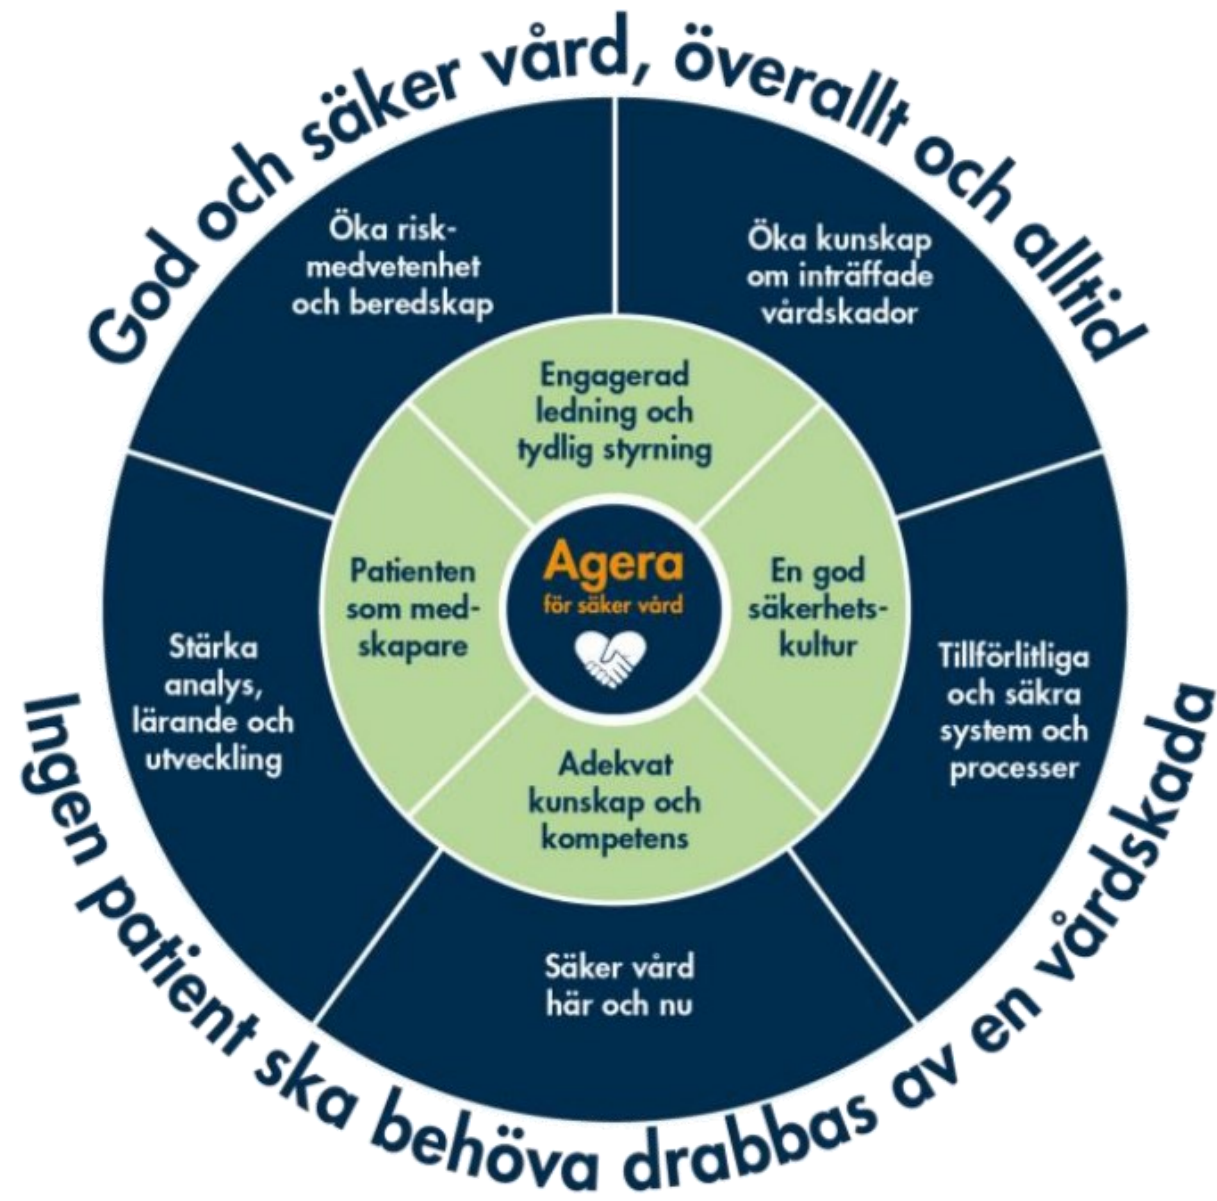 God och säker vård, överallt och alltid
Öka risk-
medvetenhet
och beredskap
Öka kunskap
om inträffade
vårdskador
Engagerad
ledning och
tydlig styrning
Patienten
som med-
skapare
Agera
för säker vård
En god
säkerhets-
kultur
Stärka
analys,
lärande och
utveckling
Tillförlitliga
och säkra
system och
processer
Adekvat
kunskap och
kompetens
Säker vård
här och nu
Ingen patient ska behöva drabbas av en vårdskada